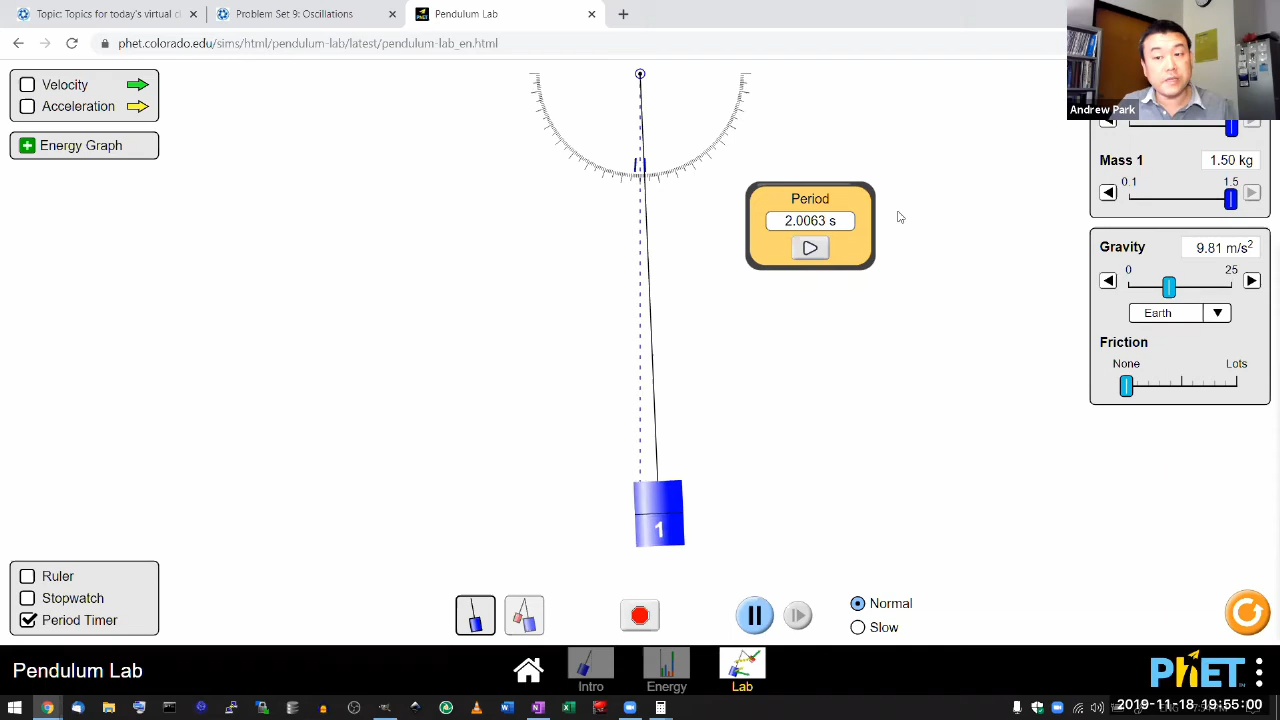 Topic Topics for today's virtual cl
Problem Set 9: Oscillations
Pendulum Lab
phet.colorado.edu/sims/html/pendulum-lab/latest/pendulum-lab_en.html
Andrew Park
Velocity
Acceleration
Energy Graph
Mass 1
1.50 kg
0.1
1.5
Period
2.0063 s
Gravity
9.81 m/s²
0
25
Earth
Friction
None
Lots
1
Ruler
Stopwatch
Period Timer
Normal
Slow
Pendulum Lab
Intro
Energy
Lab
PhET
2019-11-18 19:55:00